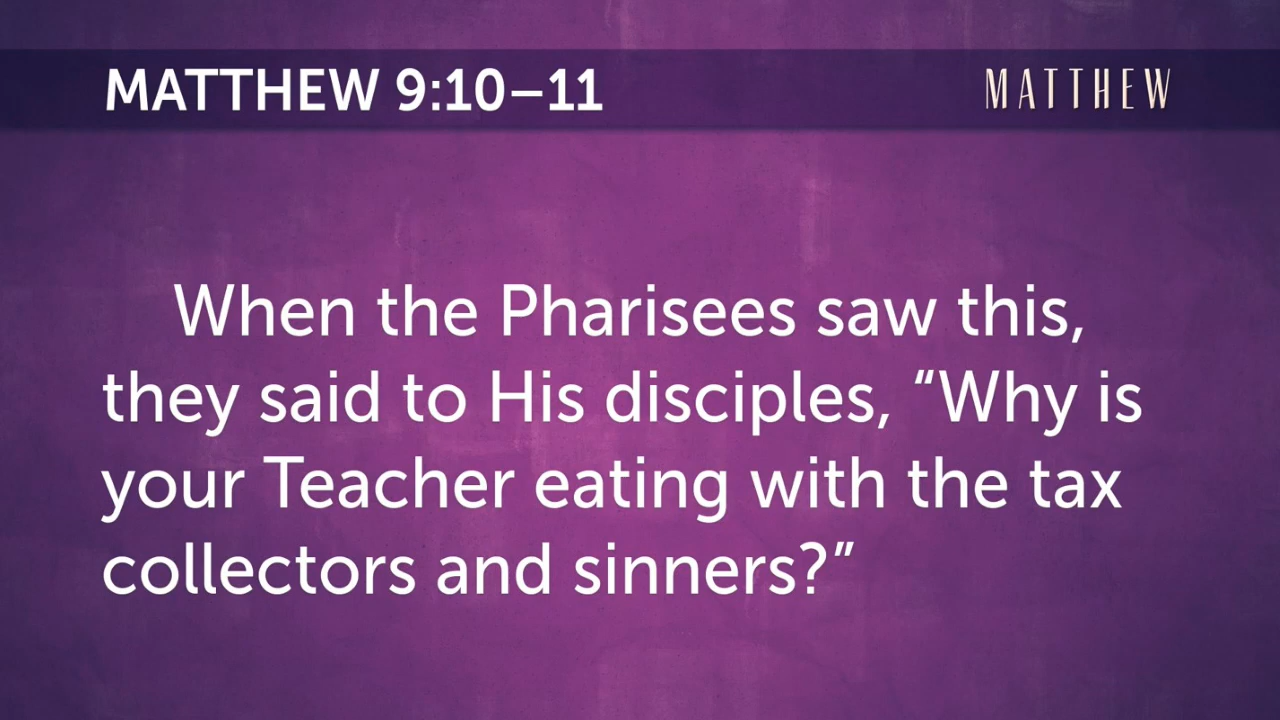 MATTHEW 9:10–11
MATTHEW
When the Pharisees saw this,
they said to His disciples, “Why is
your Teacher eating with the tax
collectors and sinners?”